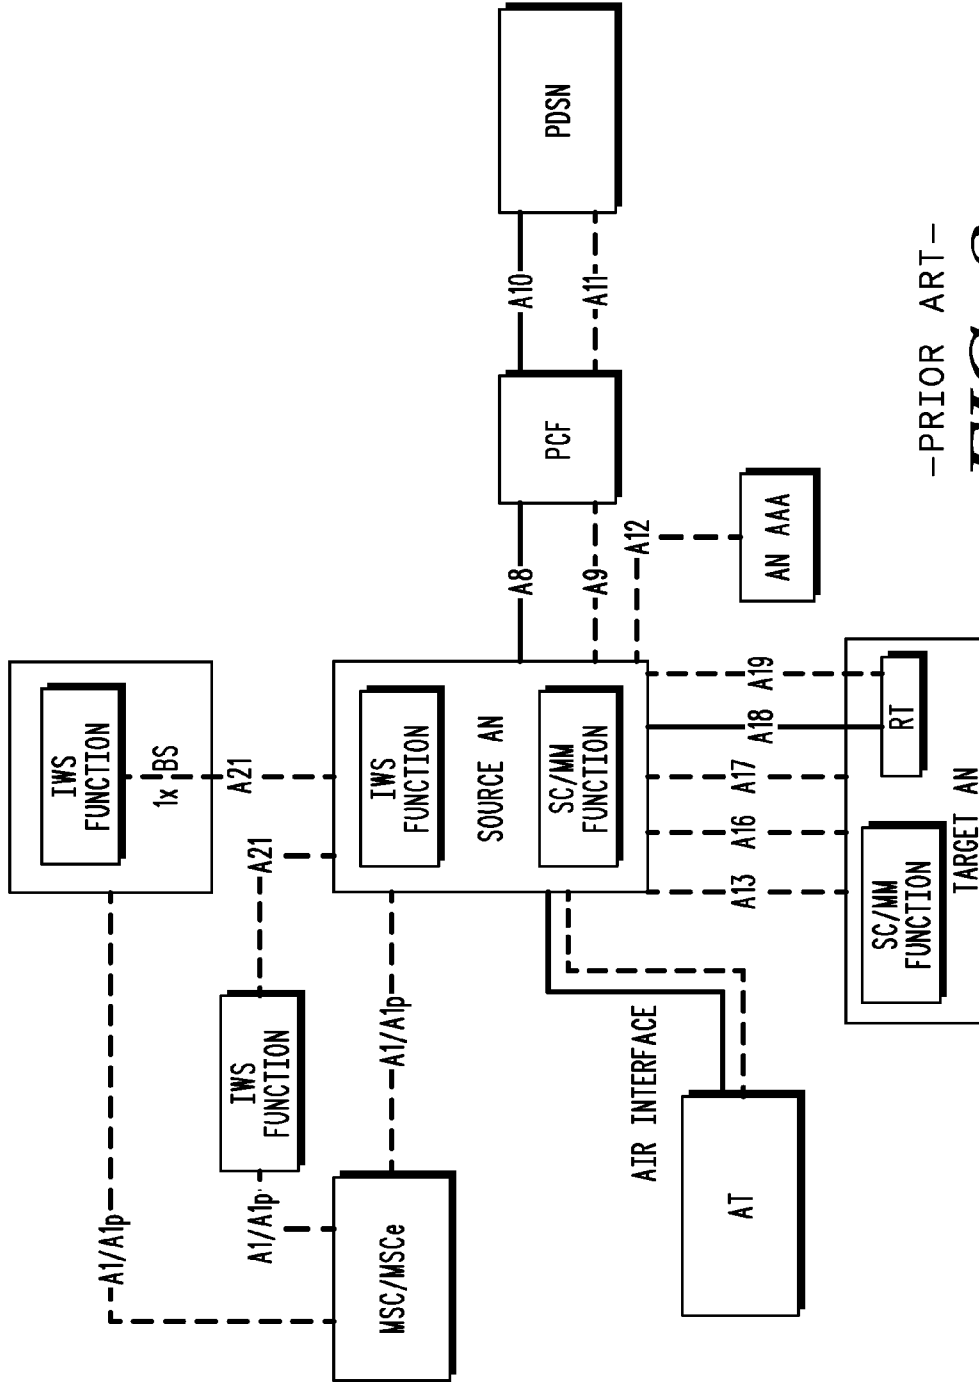 IWS
FUNCTION
1x BS
A1/A1p
A21
A21
IWS
FUNCTION
A1/A1p
A1/A1p
MSC/MSCe
IWS
FUNCTION
SOURCE AN
SC/MM
FUNCTION
A8
A9
PCF
A10
A11
PDSN
A12
AN AAA
AIR INTERFACE
AT
A13
A16
A17
A18
A19
SC/MM
FUNCTION
RT
TARGET AN
-PRIOR ART-
FIG.